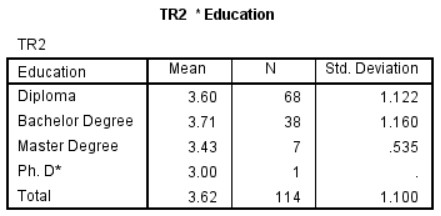 TR2 * Education
TR2
Education Mean N Std. Deviation
Diploma 3.60 68 1.122
Bachelor Degree 3.71 38 1.160
Master Degree 3.43 7 .535
Ph. D* 3.00 1 .
Total 3.62 114 1.100